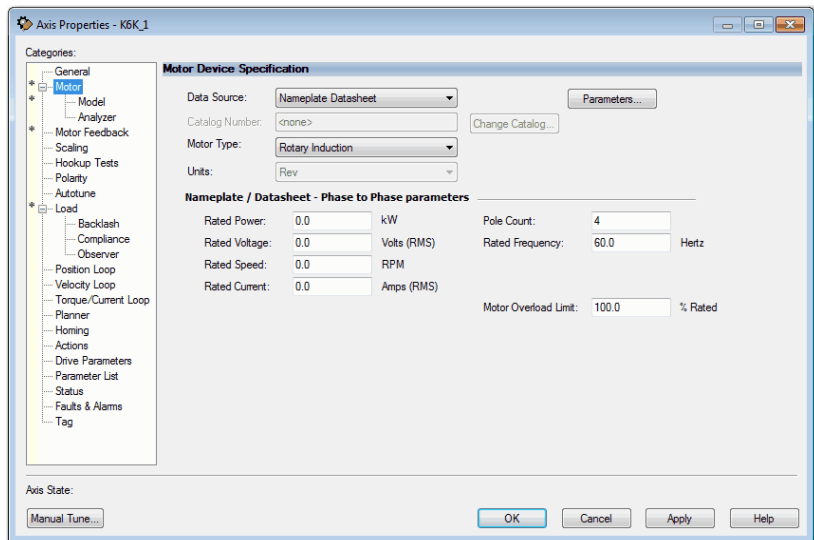 Axis Properties - K6K_1
Categories:
General
* Motor
* Model
Analyzer
* Motor Feedback
Scaling
Hookup Tests
Polarity
Autotune
* Load
Backlash
Compliance
Observer
Position Loop
Velocity Loop
Torque/Current Loop
Planner
Homing
Actions
Drive Parameters
Parameter List
Status
Faults & Alarms
Tag
Motor Device Specification
Data Source: Nameplate Datasheet Parameters...
Catalog Number: <none> Change Catalog...
Motor Type: Rotary Induction
Units: Rev
Nameplate / Datasheet - Phase to Phase parameters
Rated Power: 0.0 kW Pole Count: 4
Rated Voltage: 0.0 Volts (RMS) Rated Frequency: 60.0 Hertz
Rated Speed: 0.0 RPM
Rated Current: 0.0 Amps (RMS)
Motor Overload Limit: 100.0 % Rated
Axis State:
Manual Tune... OK Cancel Apply Help